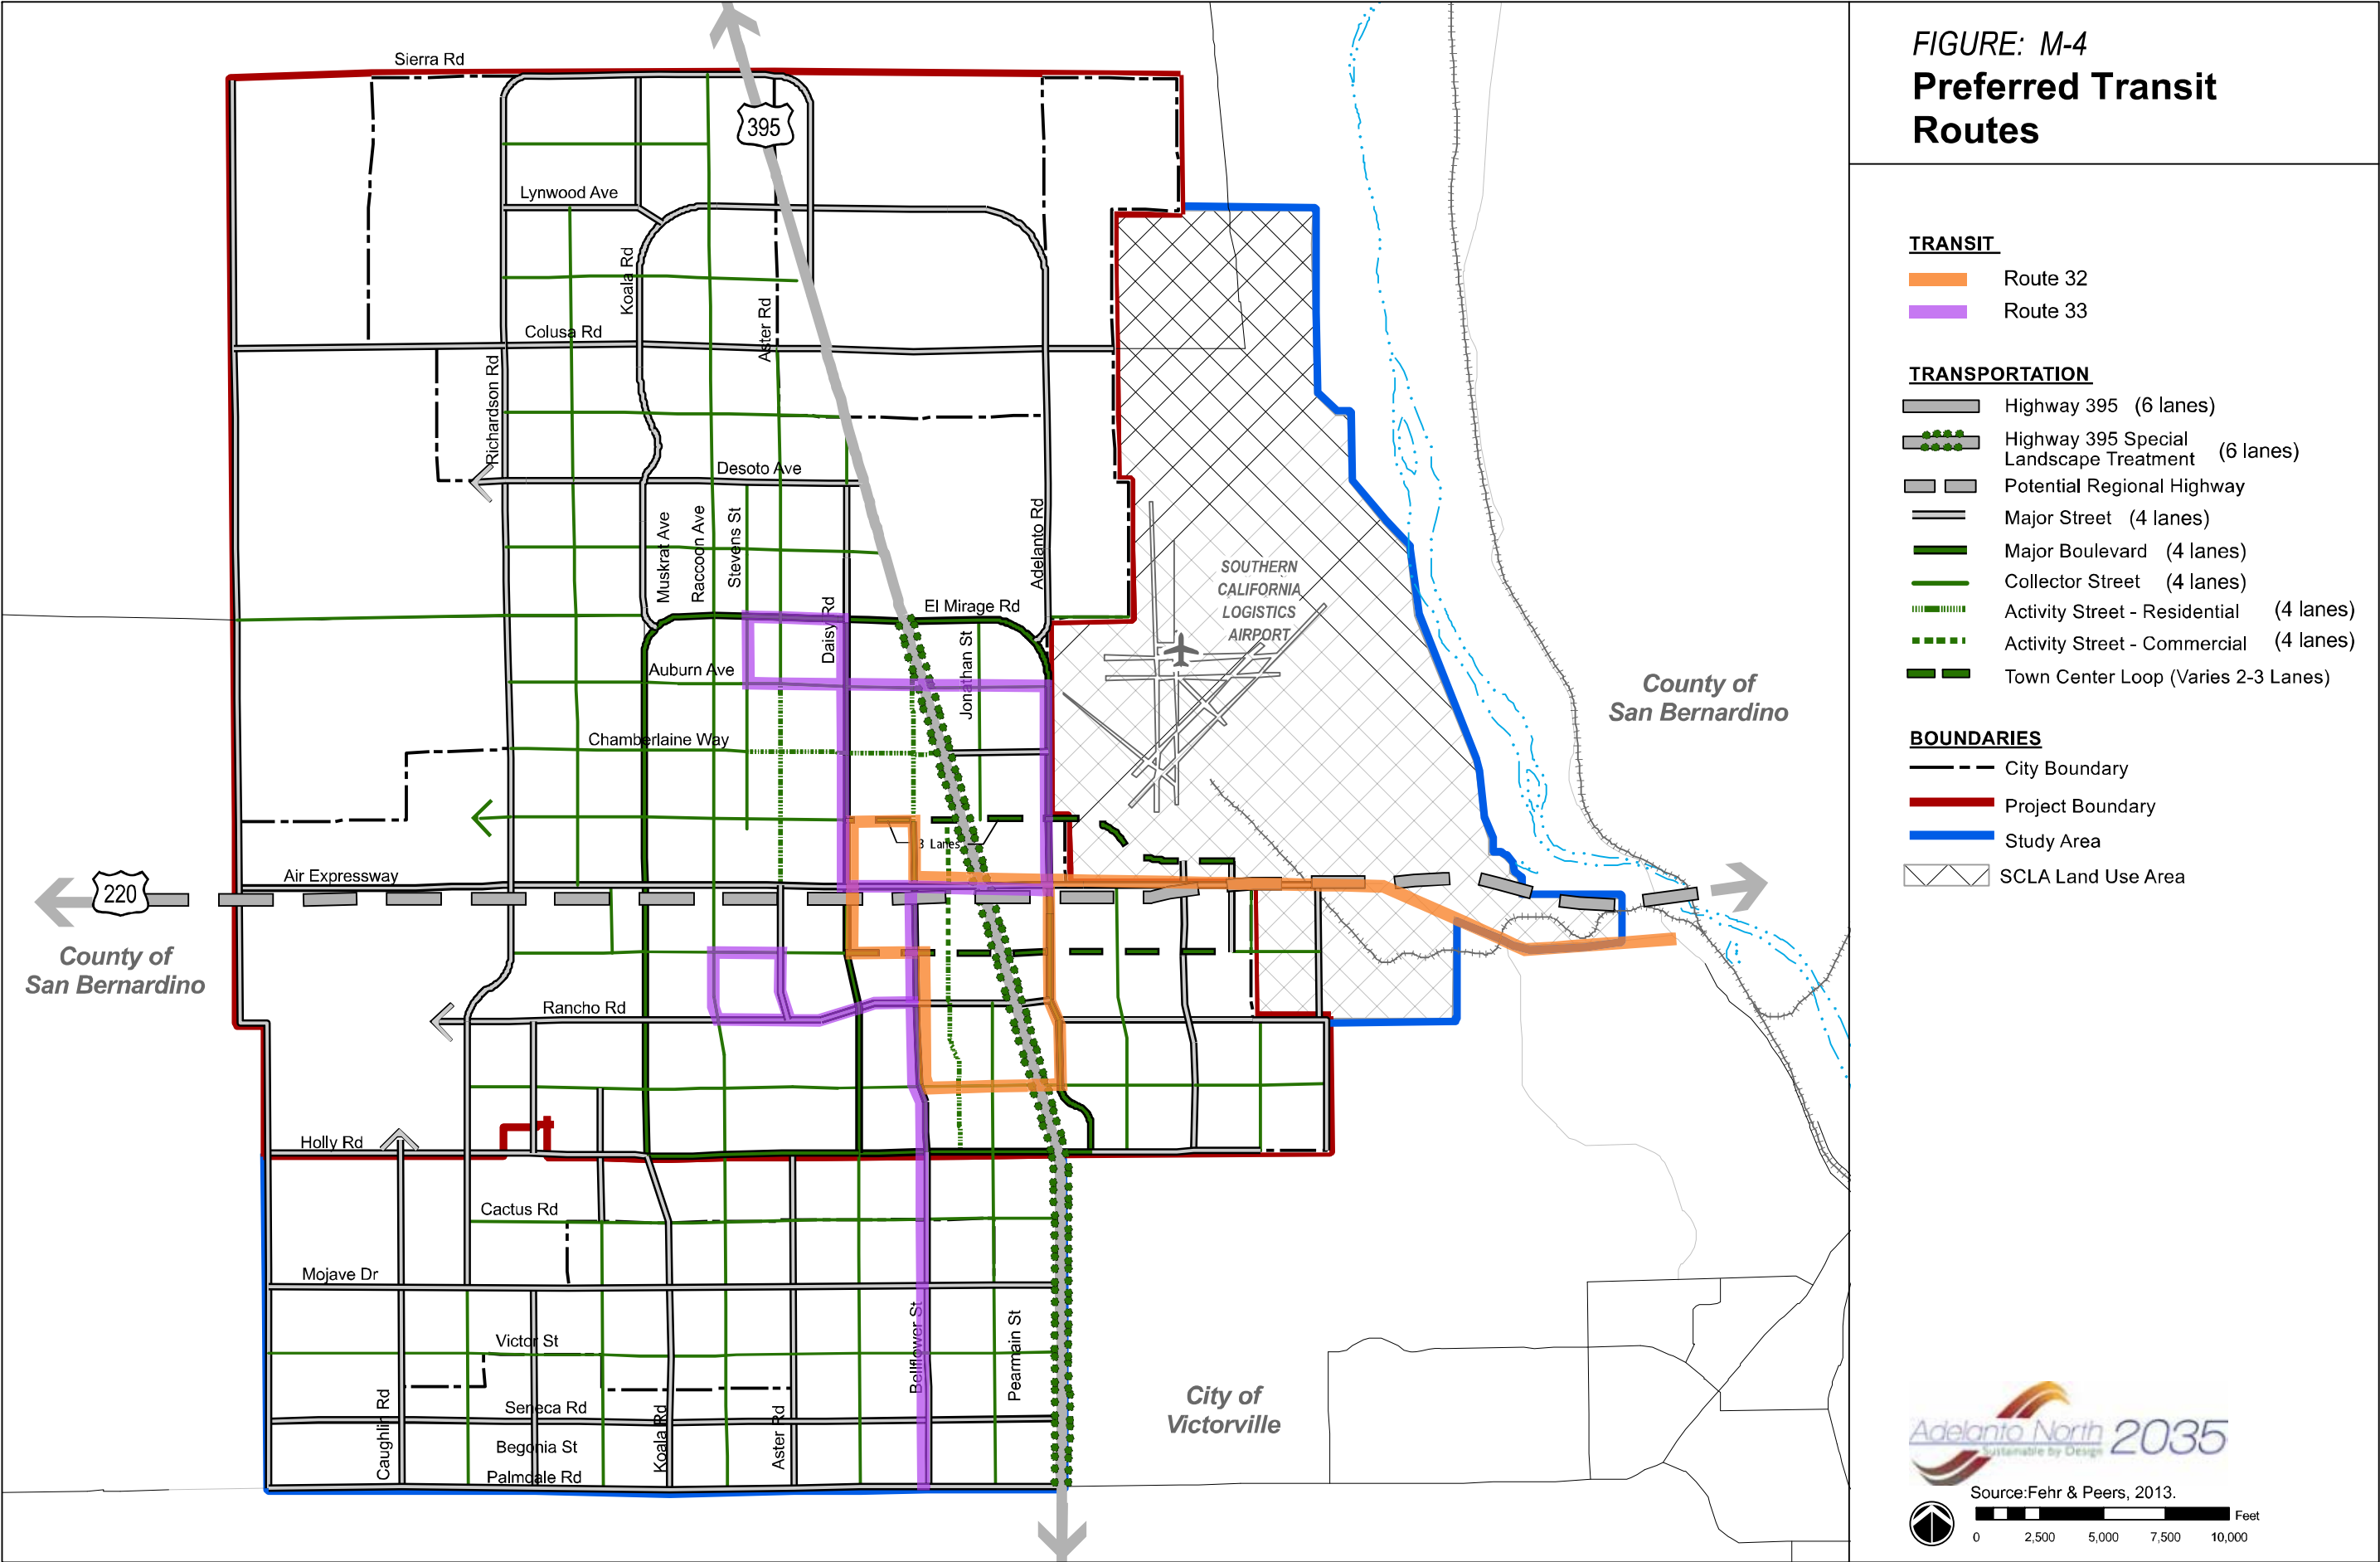 FIGURE: M-4
Preferred Transit
Routes
TRANSIT
Route 32
Route 33
TRANSPORTATION
Highway 395 (6 lanes)
Highway 395 Special
Landscape Treatment (6 lanes)
Potential Regional Highway
Major Street (4 lanes)
Major Boulevard (4 lanes)
Collector Street (4 lanes)
Activity Street - Residential (4 lanes)
Activity Street - Commercial (4 lanes)
Town Center Loop (Varies 2-3 Lanes)
BOUNDARIES
City Boundary
Project Boundary
Study Area
SCLA Land Use Area
Adelanto North 2035
Sustainable by Design
Source:Fehr & Peers, 2013.
Feet
0 2,500 5,000 7,500 10,000
Sierra Rd
395
Lynwood Ave
Koala Rd
Aster Rd
Colusa Rd
Richardson Rd
Desoto Ave
Muskrat Ave
Raccoon Ave
Stevens St
Adelanto Rd
SOUTHERN
CALIFORNIA
LOGISTICS
AIRPORT
Daisy Rd
El Mirage Rd
Jonathan St
Auburn Ave
County of
San Bernardino
Chamberlaine Way
3 Lanes
Air Expressway
220
County of
San Bernardino
Rancho Rd
Holly Rd
Cactus Rd
Mojave Dr
Bellflower St
Pearmain St
Victor St
Caughlin Rd
Seneca Rd
Koala Rd
Aster Rd
City of
Victorville
Begonia St
Palmdale Rd